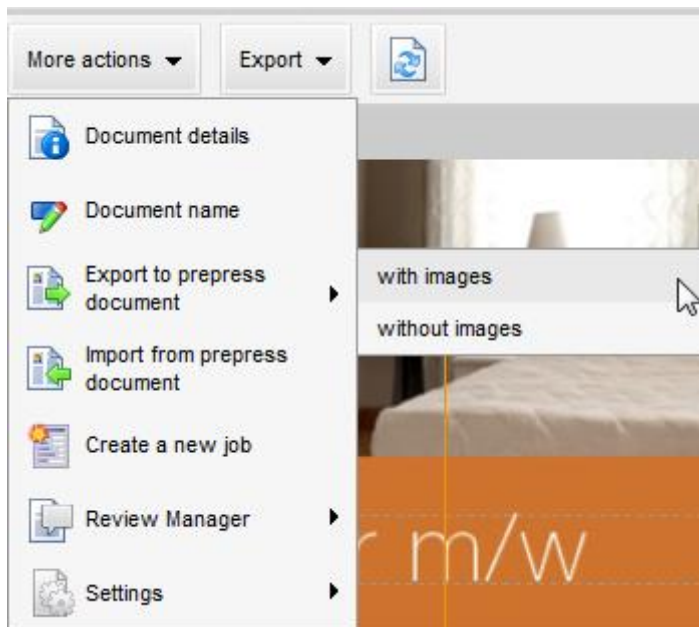 More actions
Export
Document details
Document name
Export to prepress
document
with images
without images
Import from prepress
document
Create a new job
Review Manager
Settings
m/w